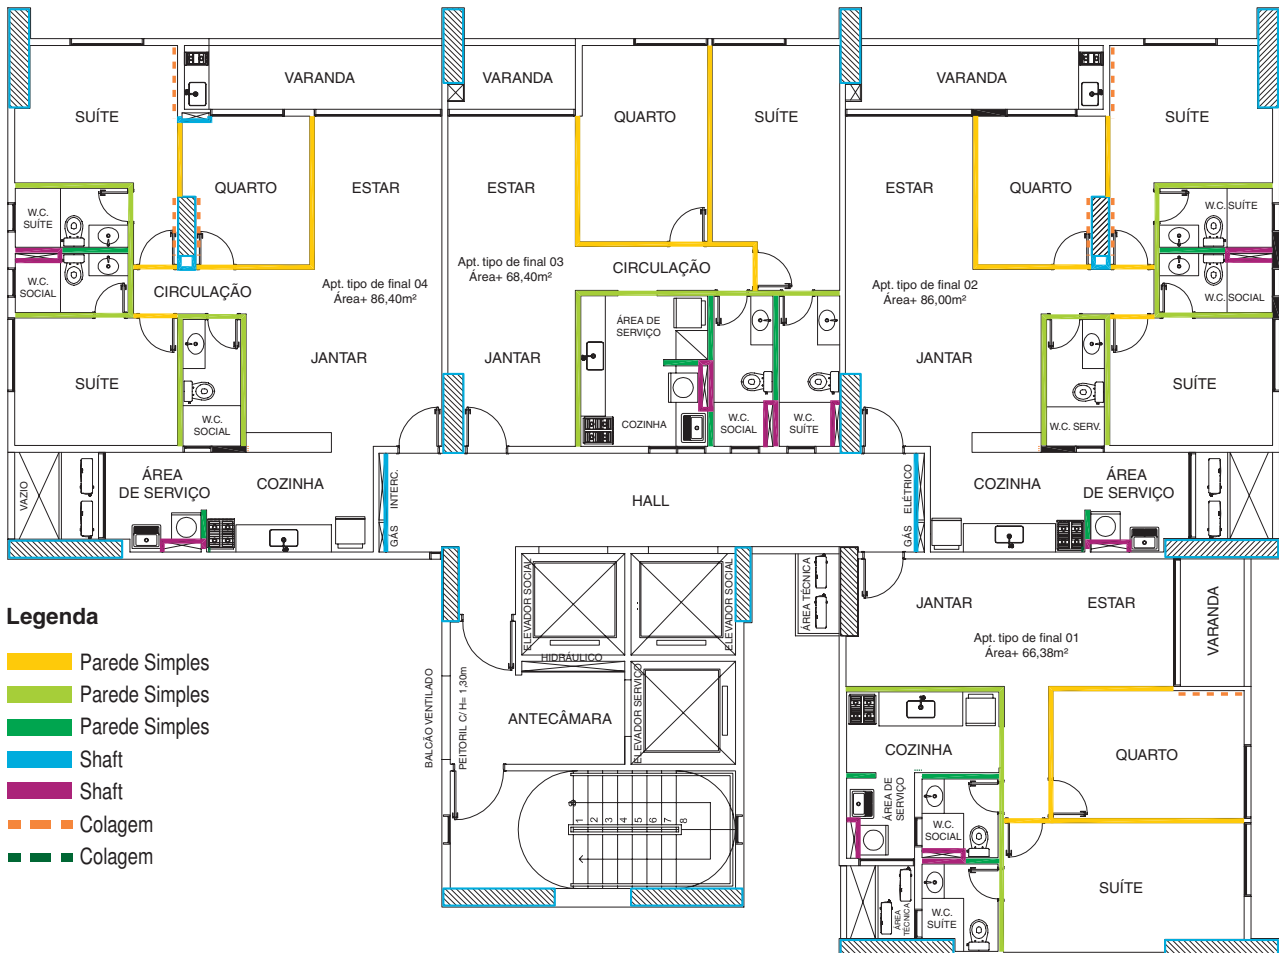 VARANDA
VARANDA
VARANDA
SUÍTE
QUARTO
SUÍTE
SUÍTE
QUARTO
ESTAR
ESTAR
ESTAR
QUARTO
W.C.
SUÍTE
W.C. SUÍTE
W.C.
SOCIAL
CIRCULAÇÃO
Apt. tipo de final 04
Área+ 86,40m²
Apt. tipo de final 03
Área+ 68,40m²
CIRCULAÇÃO
Apt. tipo de final 02
Área+ 86,00m²
W.C. SOCIAL
ÁREA DE
SERVIÇO
JANTAR
JANTAR
JANTAR
SUÍTE
SUÍTE
W.C.
SOCIAL
COZINHA
W.C.
SOCIAL
W.C.
SUÍTE
W.C. SERV.
VAZIO
ÁREA
DE SERVIÇO
COZINHA
GÁS
INTERC.
HALL
GÁS
ELÉTRICO
COZINHA
ÁREA
DE SERVIÇO
ELEVADOR SOCIAL
ELEVADOR SOCIAL
ÁREA TÉCNICA
JANTAR
ESTAR
VARANDA
Apt. tipo de final 01
Área+ 66,38m²
HIDRÁULICO
BALCÃO VENTILADO
PEITORIL C/ H= 1,30m
ANTECÂMARA
ELEVADOR SERVIÇO
COZINHA
QUARTO
ÁREA DE
SERVIÇO
W.C.
SOCIAL
1
2
3
4
5
6
7
8
SUÍTE
ÁREA
TÉCNICA
W.C.
SUÍTE
Legenda
Parede Simples
Parede Simples
Parede Simples
Shaft
Shaft
Colagem
Colagem